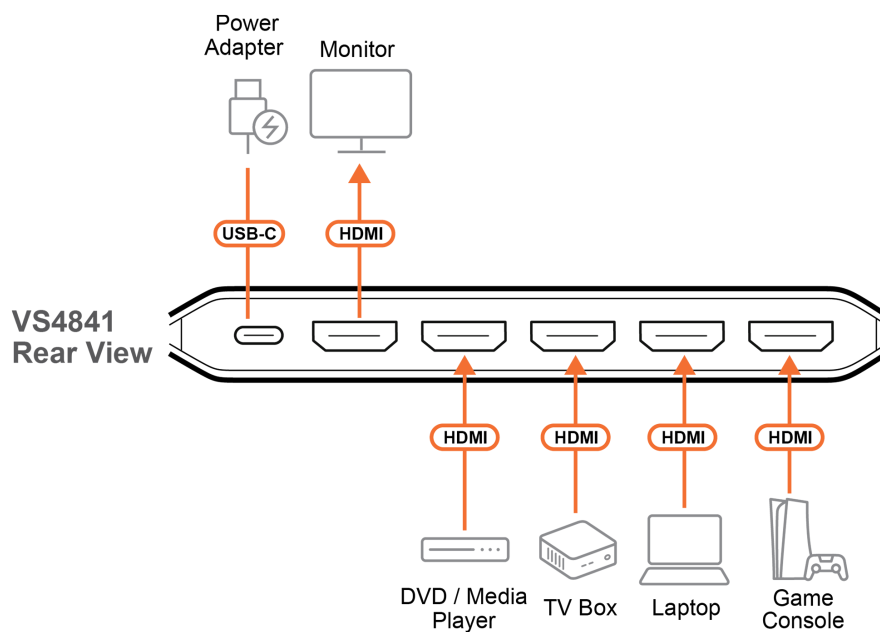 Power
Adapter
Monitor
USB-C
HDMI
VS4841
Rear View
HDMI
HDMI
HDMI
HDMI
DVD / Media
Player
TV Box
Laptop
Game
Console